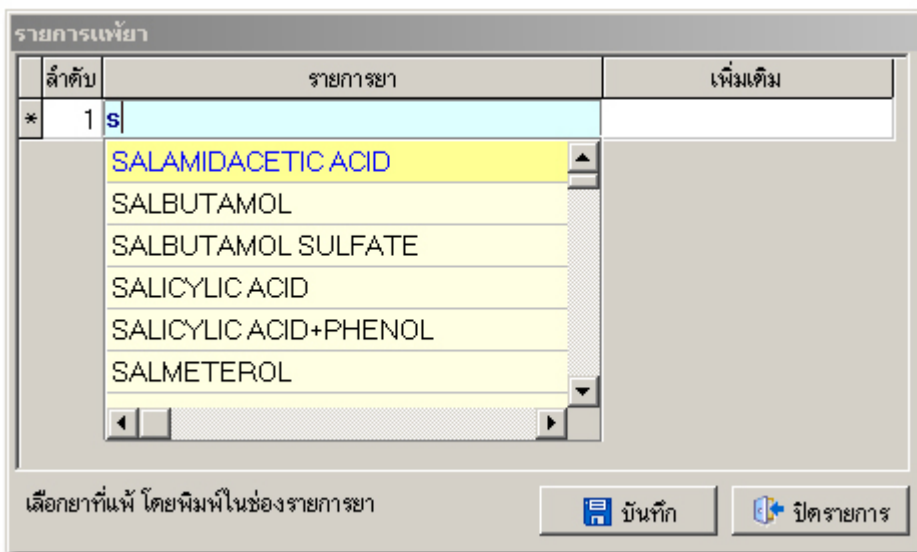 รายการแพ้ยา
ลำดับ รายการยา เพิ่มเติม
* 1 s
SALAMIDACETIC ACID
SALBUTAMOL
SALBUTAMOL SULFATE
SALICYLIC ACID
SALICYLIC ACID+PHENOL
SALMETEROL
เลือกยาที่แพ้ โดยพิมพ์ในช่องรายการยา บันทึก ปิดรายการ